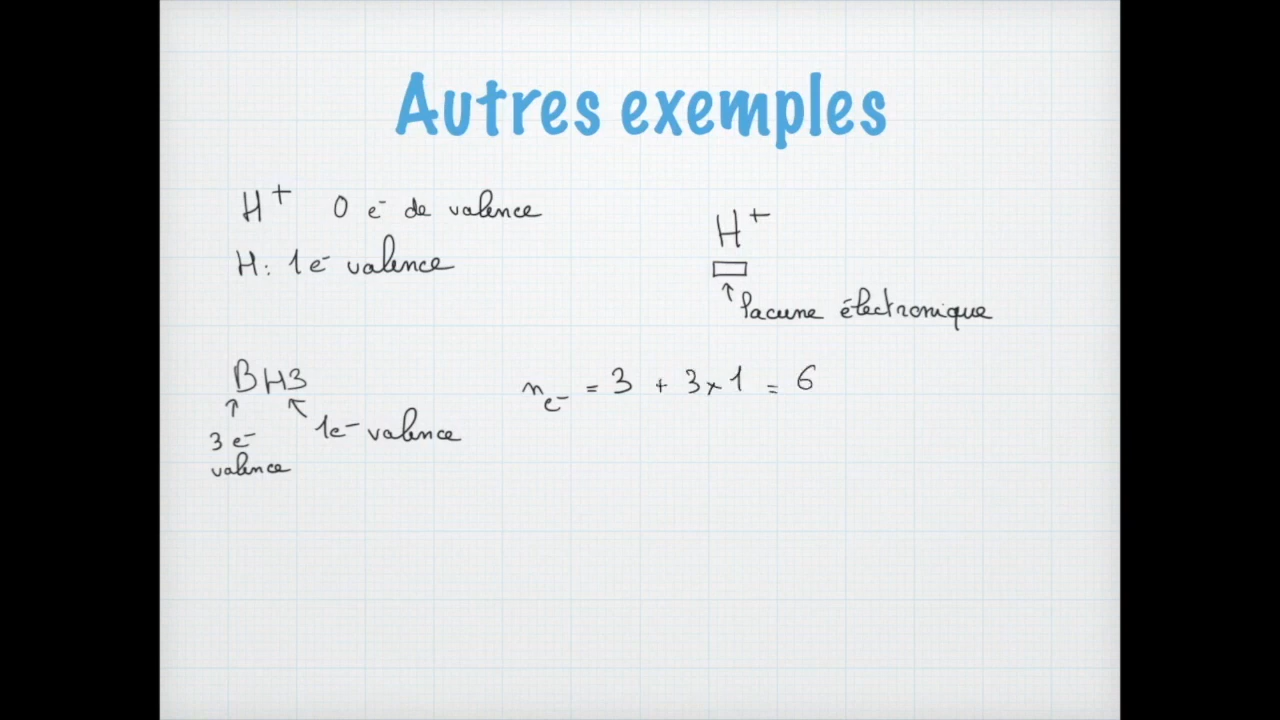 Autres exemples
H+ 0 e- de valence
H: 1e- valence
H+
lacune électronique
BH3
3 e-
valence
1e- valence
n e- = 3 + 3 x 1 = 6